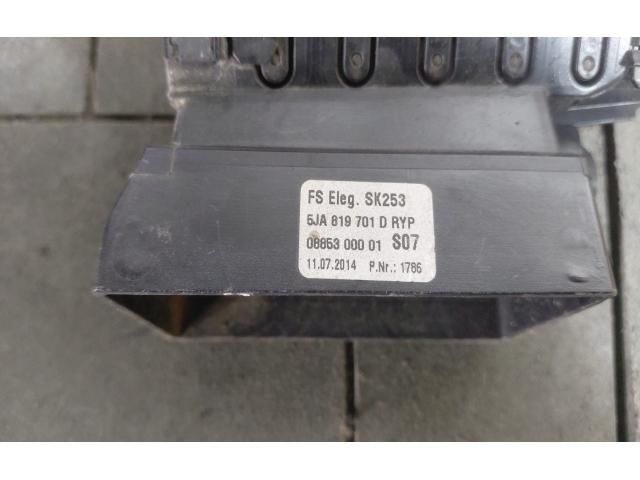 FS Eleg. SK253
5JA 819 701 D RYP
08853 000 01 S07
11.07.2014 P.Nr.: 1786